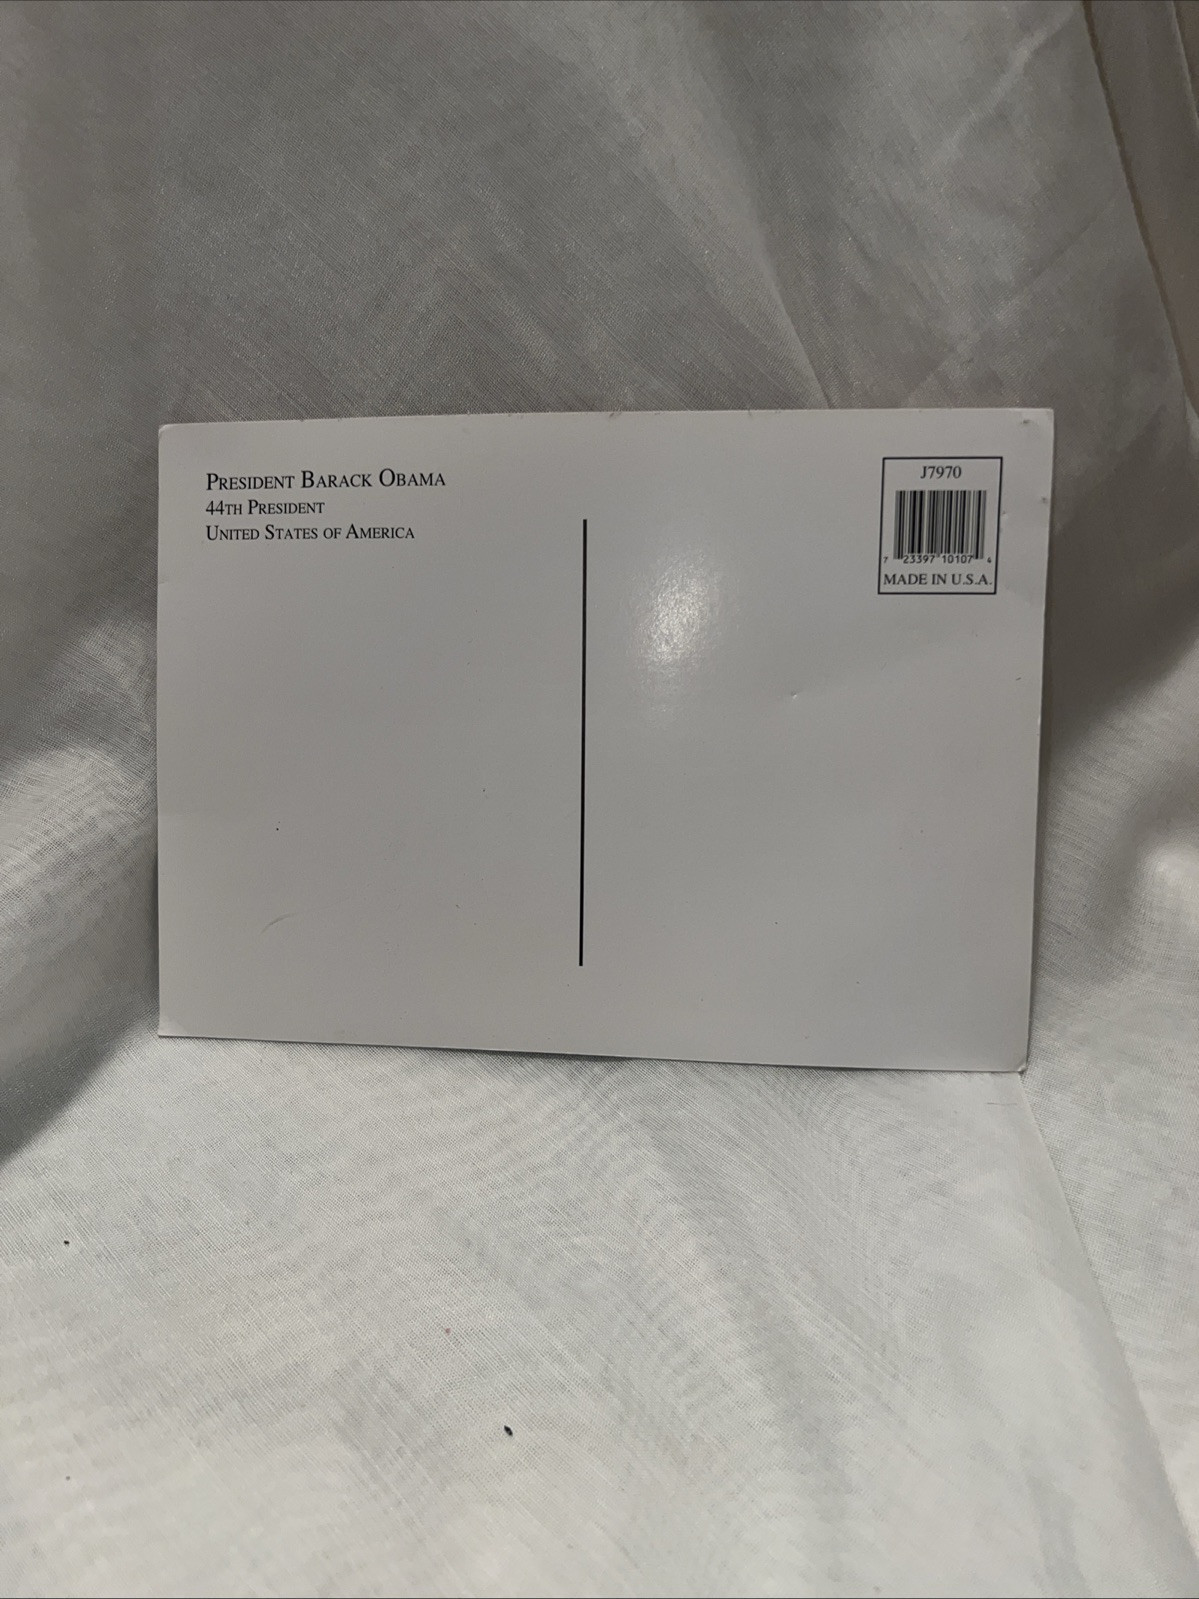 PRESIDENT BARACK OBAMA
44TH PRESIDENT
UNITED STATES OF AMERICA
J7970
7 23397 10107 4
MADE IN U.S.A.